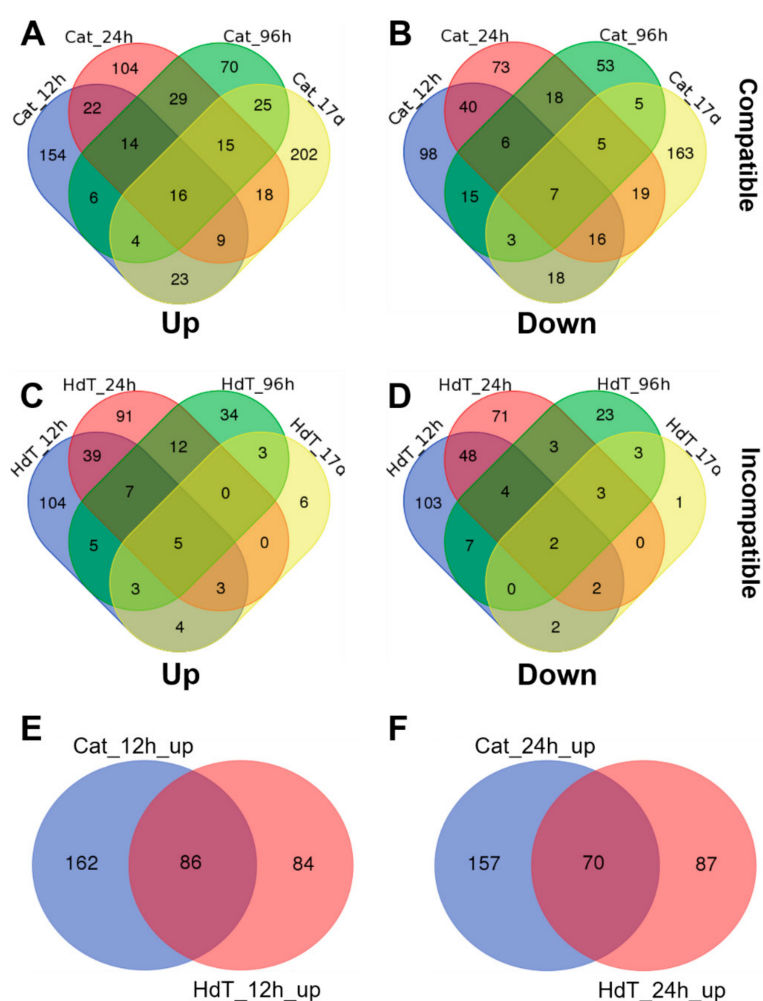 A
B
Cat_24h
Cat_96h
Cat_12h
Cat_17d
104
70
22
29
25
154
14
15
202
6
16
18
4
9
23
Up
Cat_24h
Cat_96h
Cat_12h
Cat_17d
73
53
40
18
5
98
6
5
163
15
7
19
3
16
18
Down
Compatible
C
D
HdT_24h
HdT_96h
HdT_12h
HdT_17d
91
34
39
12
3
104
7
0
6
5
5
0
3
3
4
Up
HdT_24h
HdT_96h
HdT_12h
HdT_17d
71
23
48
3
3
103
4
3
1
7
2
0
0
2
2
Down
Incompatible
E
Cat_12h_up
162
86
84
HdT_12h_up
F
Cat_24h_up
157
70
87
HdT_24h_up